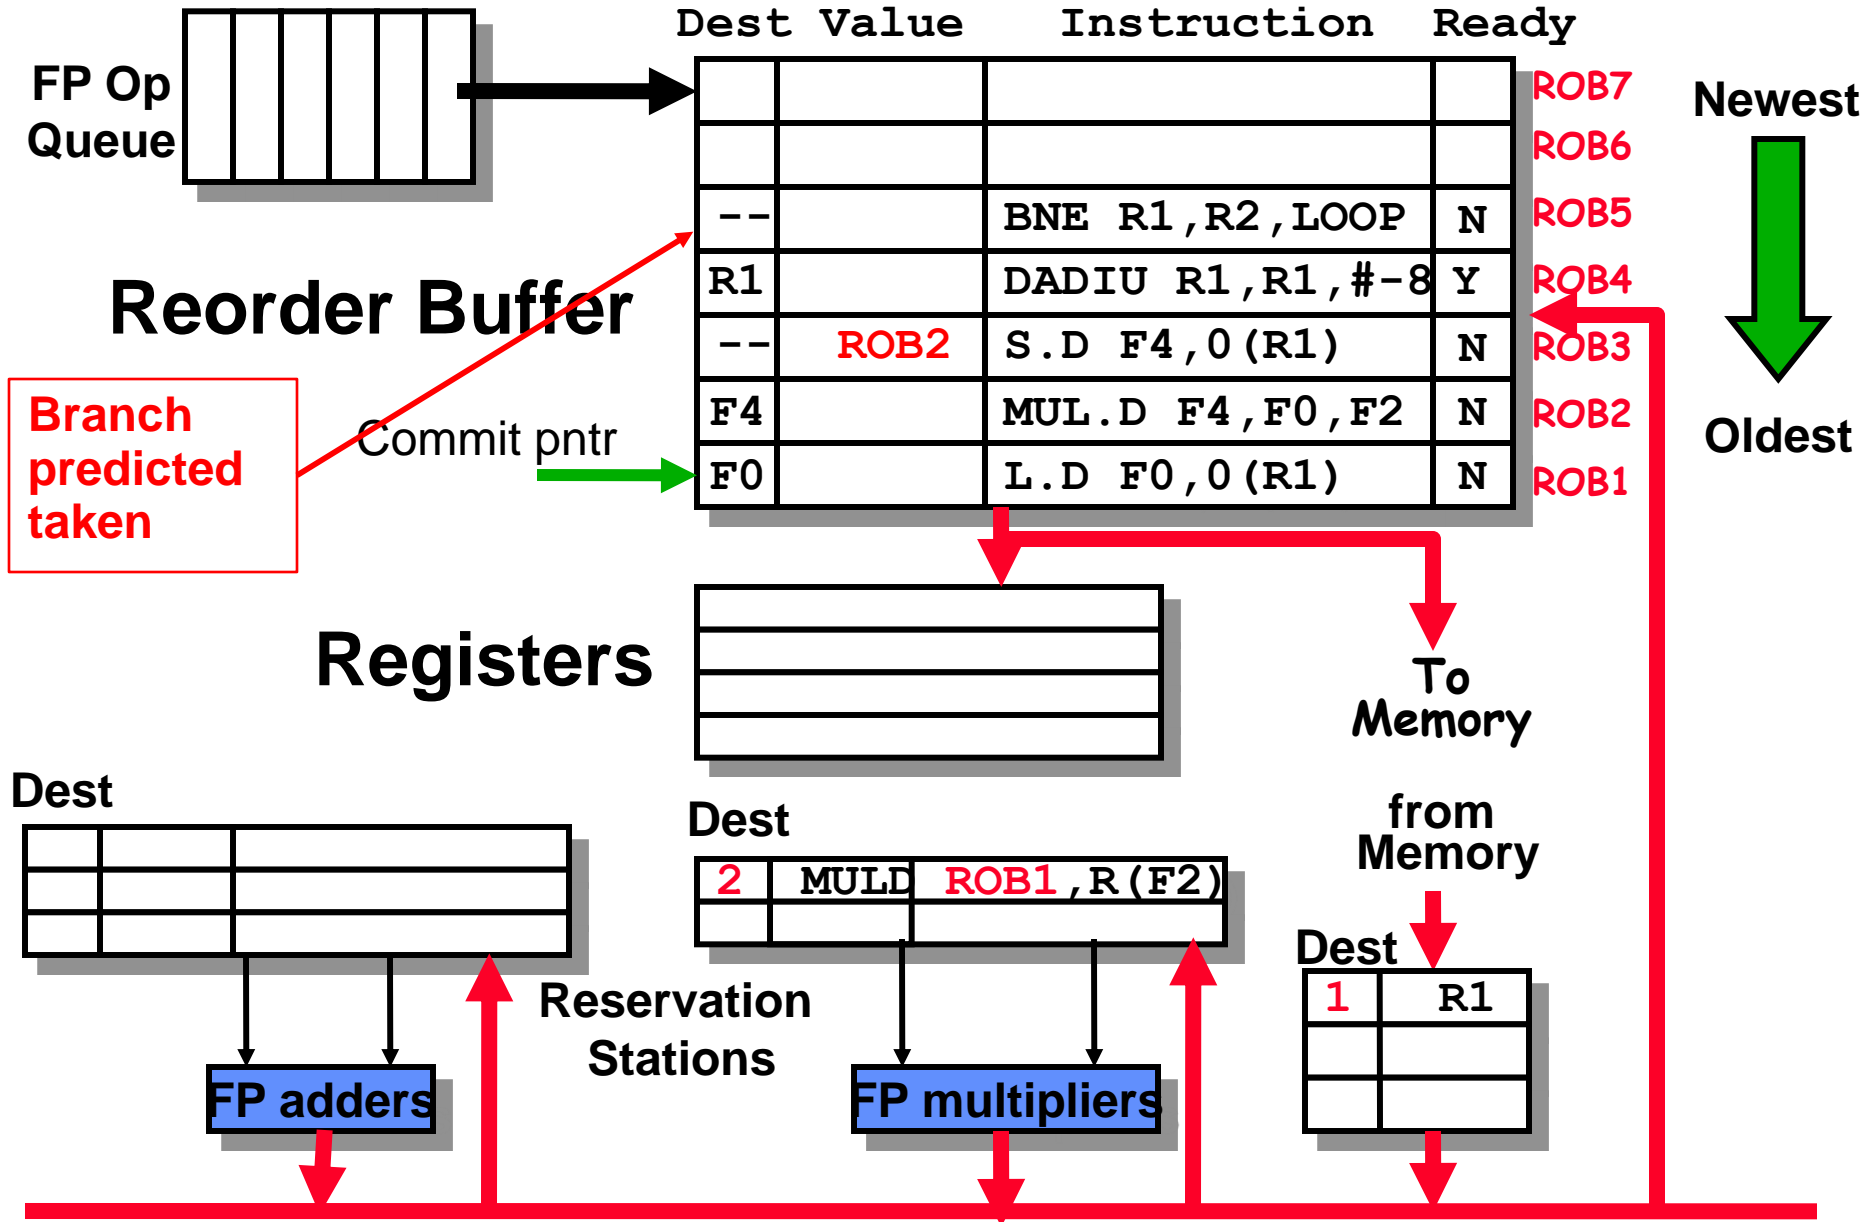 Dest Value Instruction Ready
FP Op
Queue
ROB7
ROB6
-- BNE R1,R2,LOOP N ROB5
R1 DADIU R1,R1,#-8 Y ROB4
-- ROB2 S.D F4,0(R1) N ROB3
F4 MUL.D F4,F0,F2 N ROB2
F0 L.D F0,0(R1) N ROB1
Newest
Oldest
Reorder Buffer
Branch
predicted
taken
Commit pntr
Registers
To
Memory
Dest
Dest
2 MULD ROB1,R(F2)
from
Memory
Dest
1 R1
Reservation
Stations
FP adders
FP multipliers